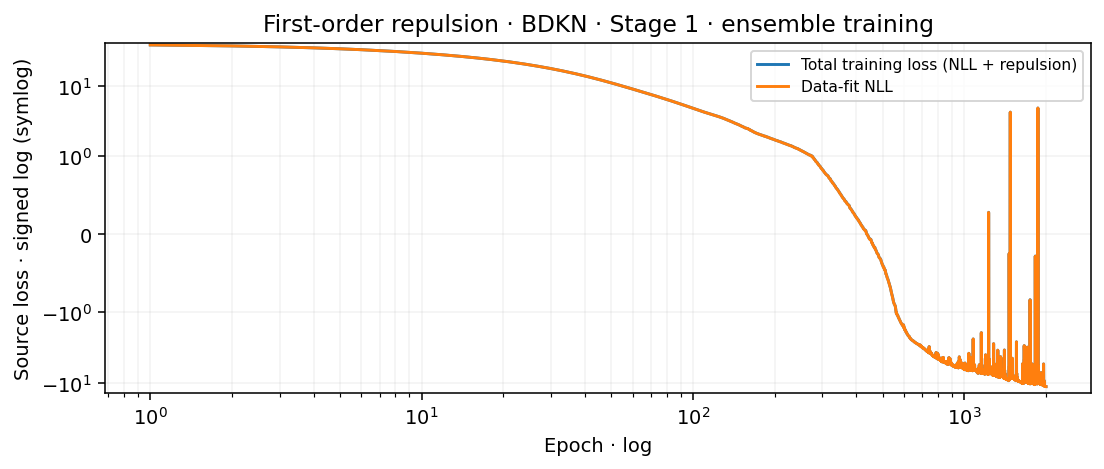 First-order repulsion · BDKN · Stage 1 · ensemble training
Source loss · signed log (symlog)
10¹
10⁰
0
−10⁰
−10¹
Total training loss (NLL + repulsion)
Data-fit NLL
10⁰
10¹
10²
10³
Epoch · log